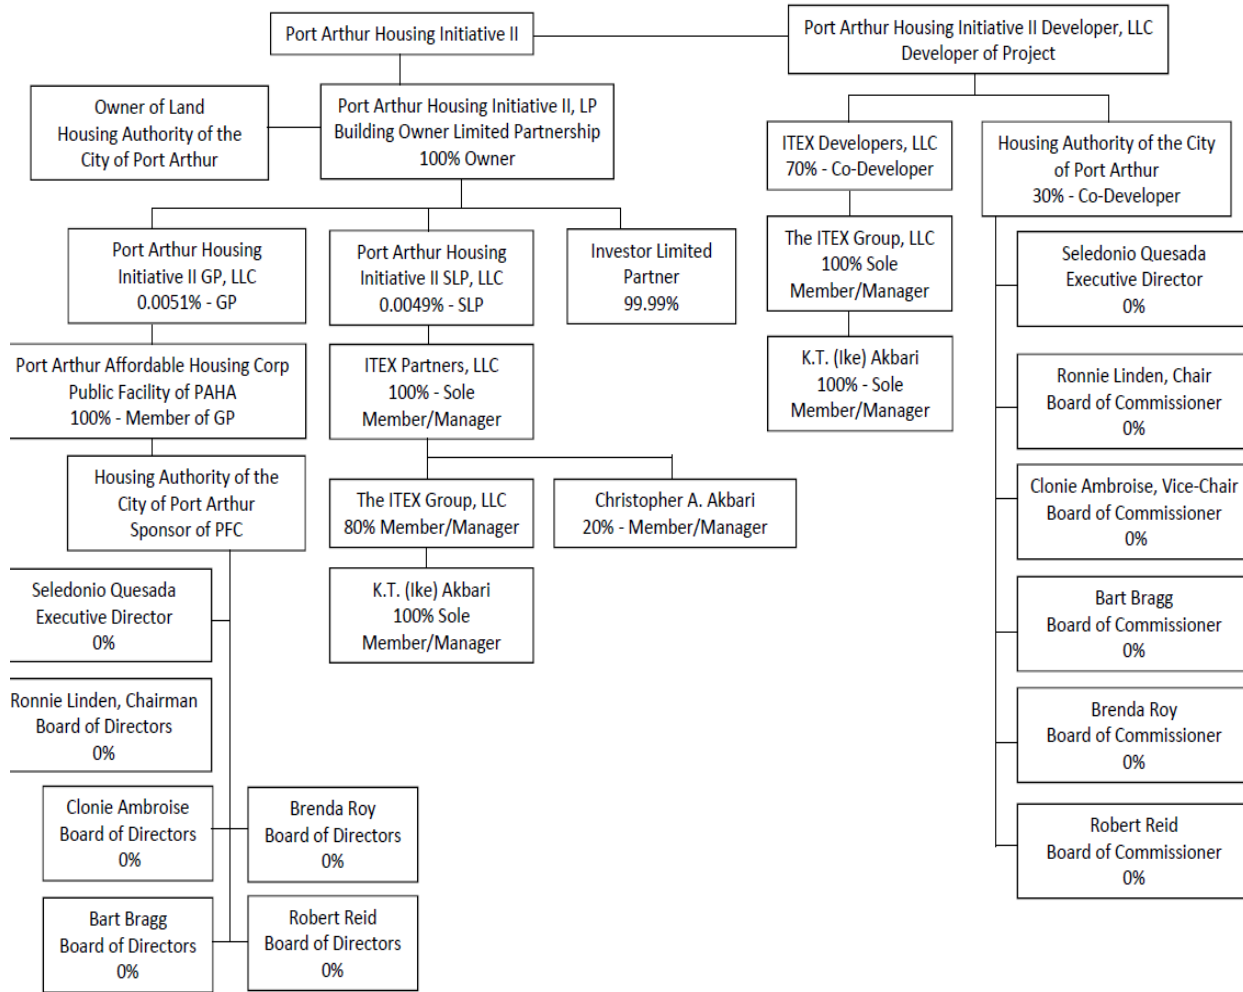 Port Arthur Housing Initiative II
Port Arthur Housing Initiative II Developer, LLC
Developer of Project
Owner of Land
Housing Authority of the
City of Port Arthur
Port Arthur Housing Initiative II, LP
Building Owner Limited Partnership
100% Owner
ITEX Developers, LLC
70% - Co-Developer
Housing Authority of the City
of Port Arthur
30% - Co-Developer
Port Arthur Housing
Initiative II GP, LLC
0.0051% - GP
Port Arthur Housing
Initiative II SLP, LLC
0.0049% - SLP
Investor Limited
Partner
99.99%
The ITEX Group, LLC
100% Sole
Member/Manager
Seledonio Quesada
Executive Director
0%
Port Arthur Affordable Housing Corp
Public Facility of PAHA
100% - Member of GP
ITEX Partners, LLC
100% - Sole
Member/Manager
K.T. (Ike) Akbari
100% - Sole
Member/Manager
Ronnie Linden, Chair
Board of Commissioner
0%
Housing Authority of the
City of Port Arthur
Sponsor of PFC
The ITEX Group, LLC
80% Member/Manager
Christopher A. Akbari
20% - Member/Manager
Clonie Ambroise, Vice-Chair
Board of Commissioner
0%
Seledonio Quesada
Executive Director
0%
K.T. (Ike) Akbari
100% Sole
Member/Manager
Bart Bragg
Board of Commissioner
0%
Ronnie Linden, Chairman
Board of Directors
0%
Brenda Roy
Board of Commissioner
0%
Clonie Ambroise
Board of Directors
0%
Brenda Roy
Board of Directors
0%
Robert Reid
Board of Commissioner
0%
Bart Bragg
Board of Directors
0%
Robert Reid
Board of Directors
0%